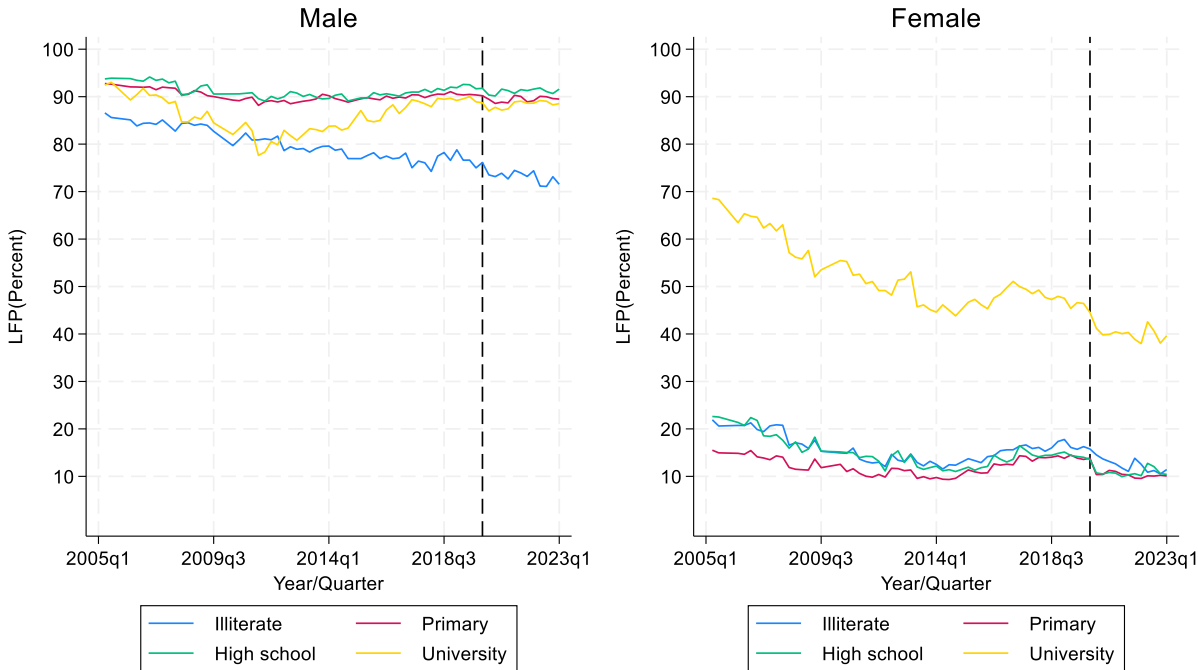 Male
LFP(Percent)
100
90
80
70
60
50
40
30
20
10
2005q1 2009q3 2014q1 2018q3 2023q1
Year/Quarter
Illiterate Primary
High school University
Female
LFP(Percent)
100
90
80
70
60
50
40
30
20
10
2005q1 2009q3 2014q1 2018q3 2023q1
Year/Quarter
Illiterate Primary
High school University